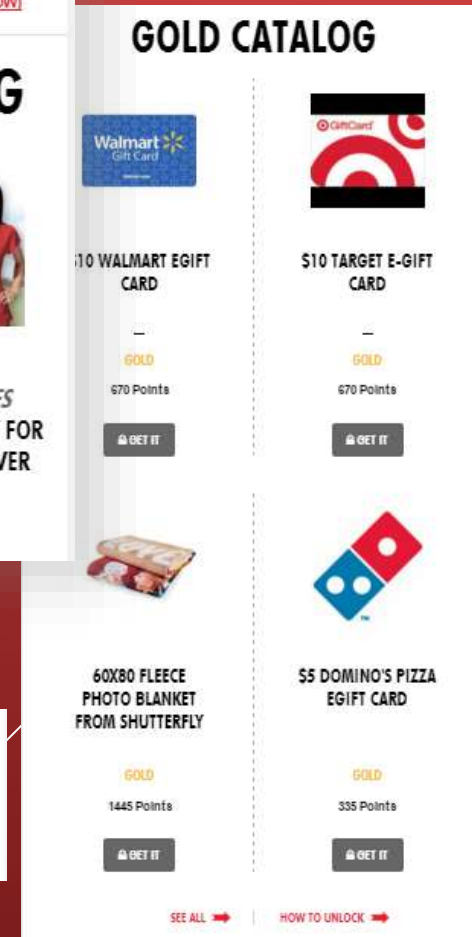 GOLD CATALOG
G
ES
FOR
VER
Walmart
Gift Card
GiftCard
$10 WALMART EGIFT
CARD
—
GOLD
670 Points
GET IT
$10 TARGET E-GIFT
CARD
—
GOLD
670 Points
GET IT
60X80 FLEECE
PHOTO BLANKET
FROM SHUTTERFLY
GOLD
1445 Points
GET IT
$5 DOMINO'S PIZZA
EGIFT CARD
GOLD
335 Points
GET IT
SEE ALL
HOW TO UNLOCK